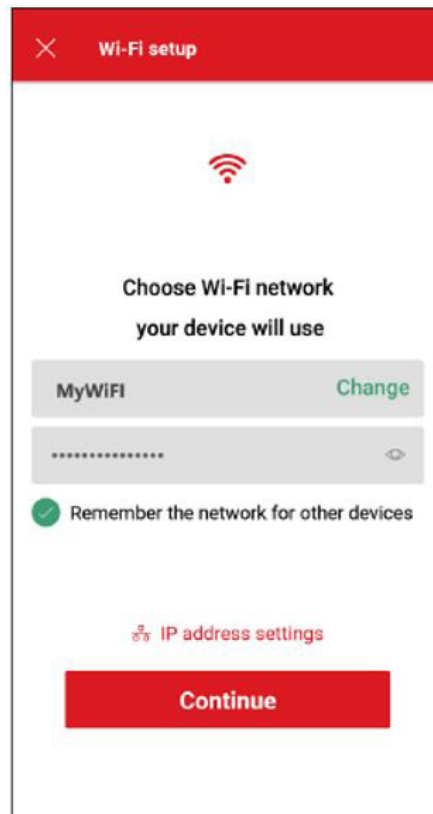 Wi-Fi setup
Choose Wi-Fi network
your device will use
MyWiFI
Change
•••••••••••••••
Remember the network for other devices
IP address settings
Continue